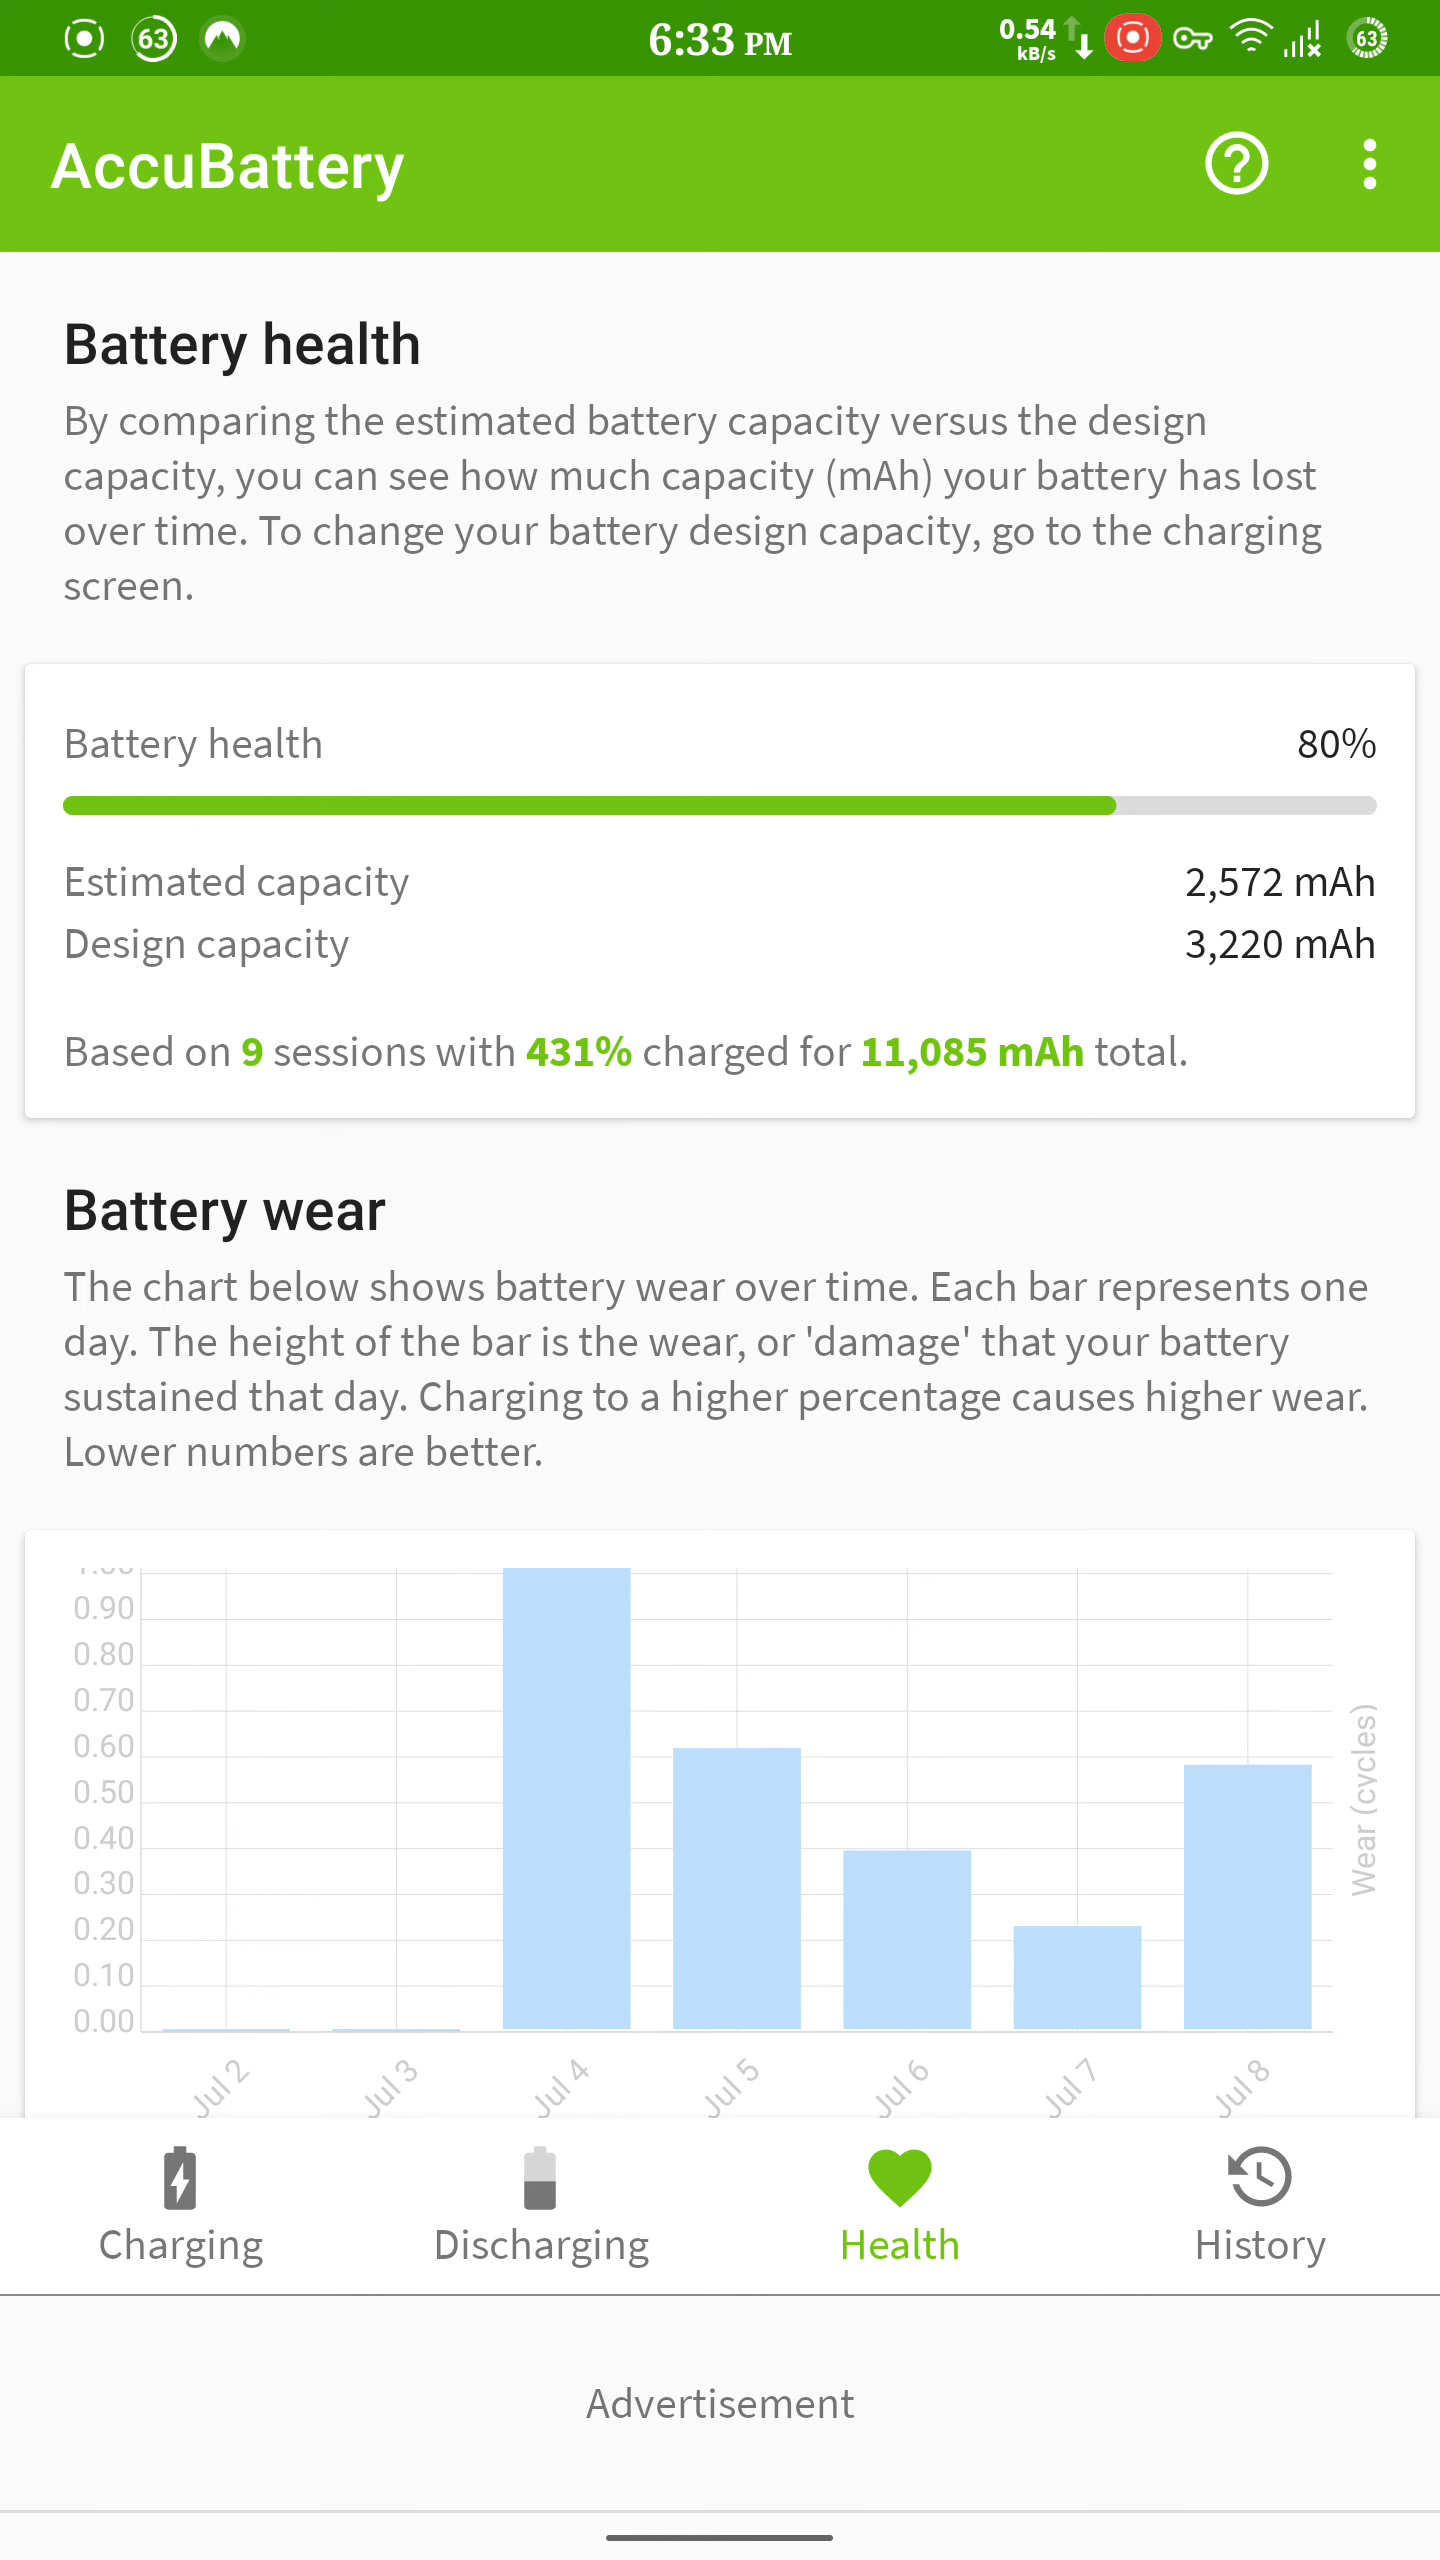 63
6:33 PM
0.54
kB/s
63
AccuBattery
Battery health
By comparing the estimated battery capacity versus the design
capacity, you can see how much capacity (mAh) your battery has lost
over time. To change your battery design capacity, go to the charging
screen.
Battery health 80%
Estimated capacity 2,572 mAh
Design capacity 3,220 mAh
Based on 9 sessions with 431% charged for 11,085 mAh total.
Battery wear
The chart below shows battery wear over time. Each bar represents one
day. The height of the bar is the wear, or 'damage' that your battery
sustained that day. Charging to a higher percentage causes higher wear.
Lower numbers are better.
1.00
0.90
0.80
0.70
0.60
0.50
0.40
0.30
0.20
0.10
0.00
Wear (cycles)
Jul 2
Jul 3
Jul 4
Jul 5
Jul 6
Jul 7
Jul 8
Charging
Discharging
Health
History
Advertisement